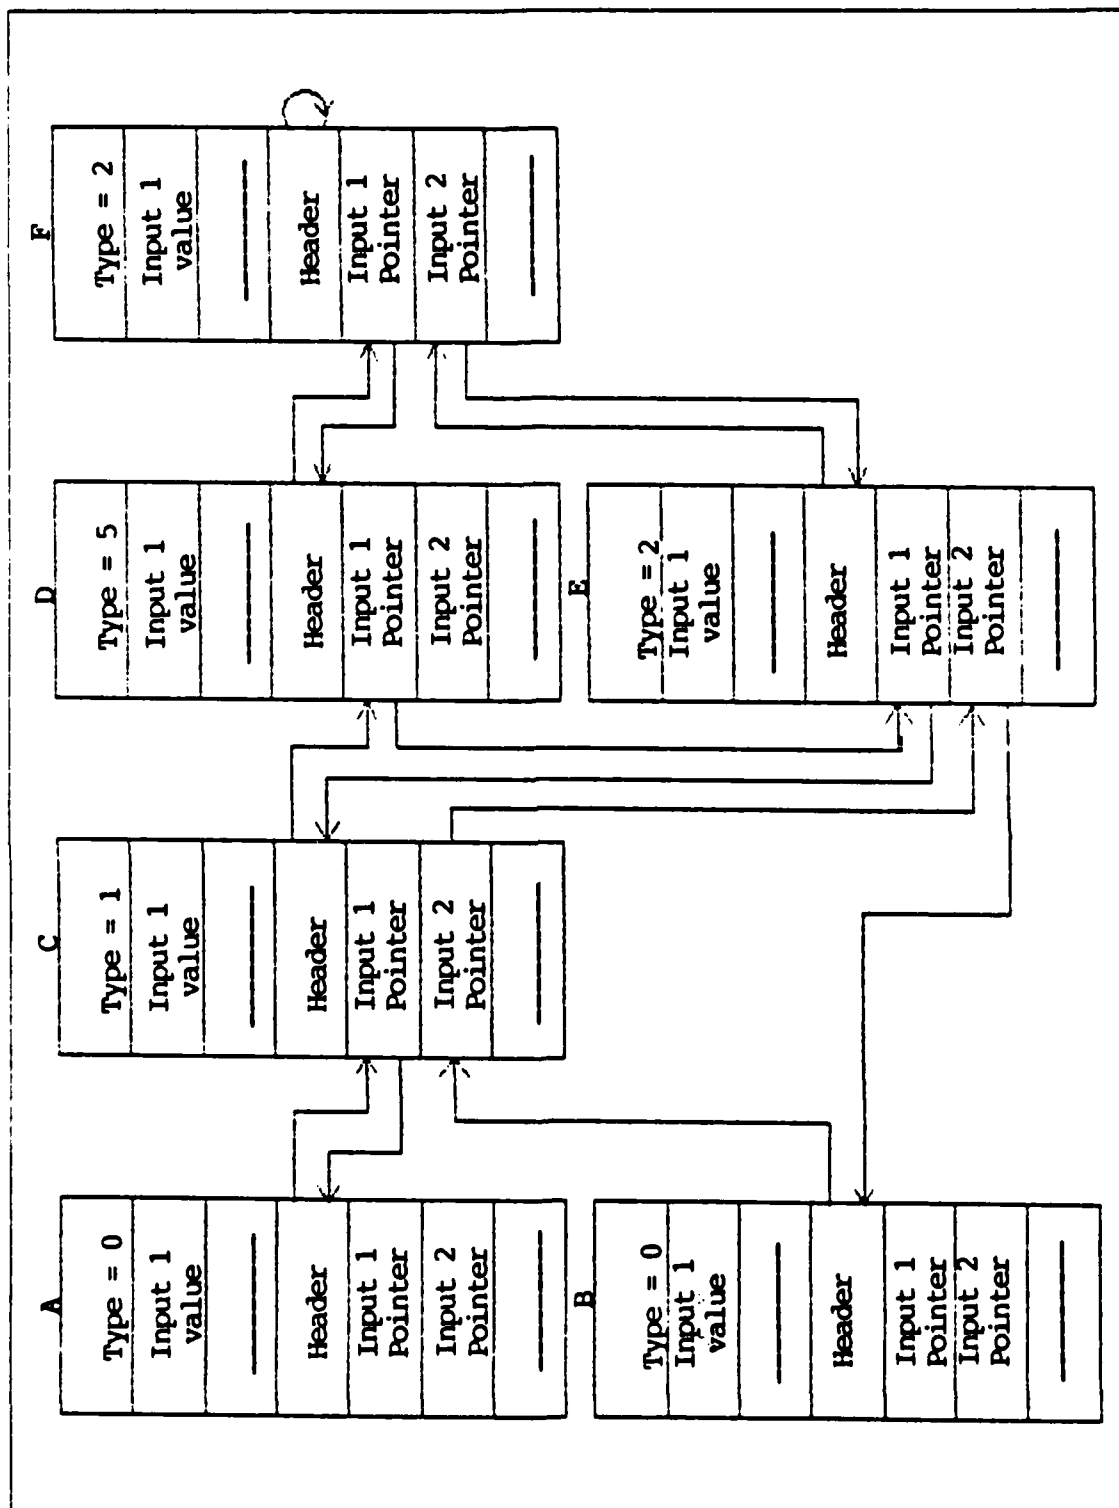 A
Type = 0
Input 1
value
Header
Input 1
Pointer
Input 2
Pointer
C
Type = 1
Input 1
value
Header
Input 1
Pointer
Input 2
Pointer
D
Type = 5
Input 1
value
Header
Input 1
Pointer
Input 2
Pointer
F
Type = 2
Input 1
value
Header
Input 1
Pointer
Input 2
Pointer
B
Type = 0
Input 1
value
Header
Input 1
Pointer
Input 2
Pointer
E
Type = 2
Input 1
value
Header
Input 1
Pointer
Input 2
Pointer